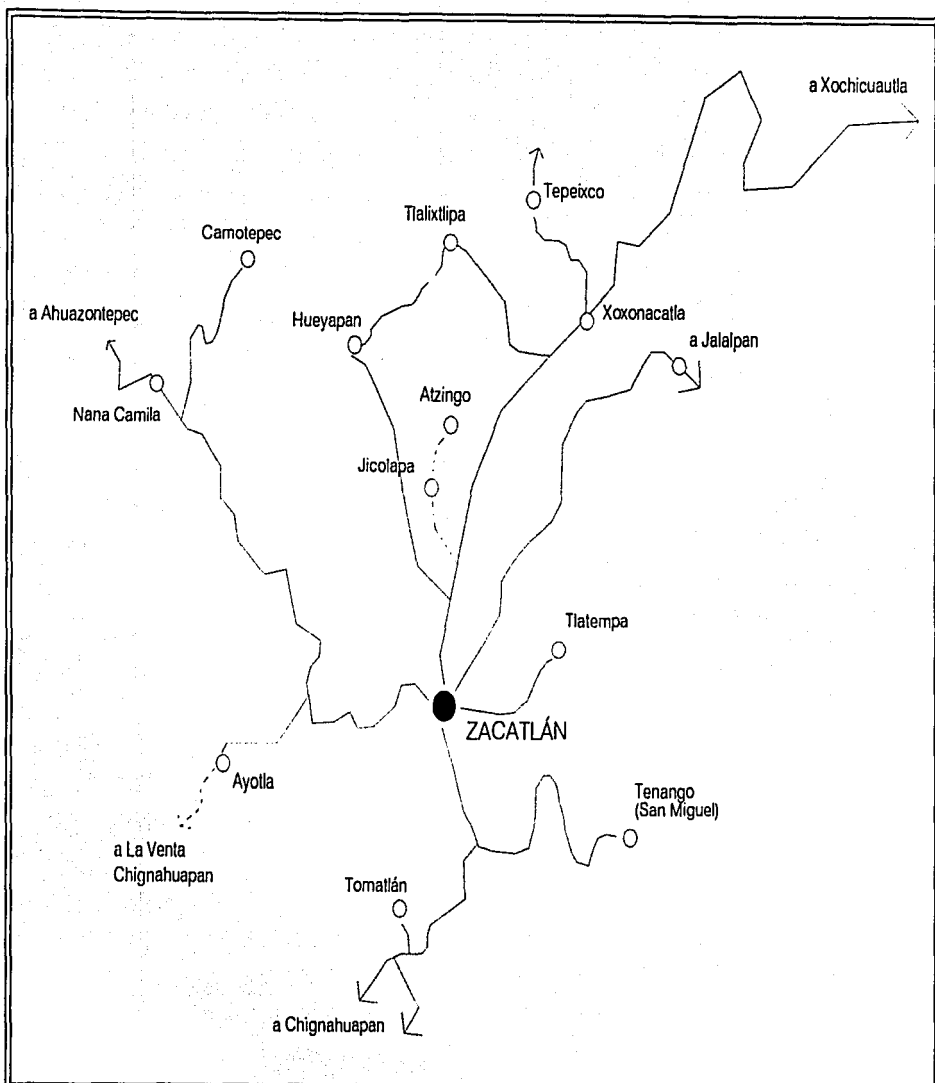 a Xochicuautla
Tepeixco
Tlalixtlipa
Camotepec
a Ahuazontepec
Hueyapan
Xoxonacatla
a Jalalpan
Nana Camila
Atzingo
Jicolapa
Tlatempa
ZACATLÁN
Ayotla
Tenango
(San Miguel)
a La Venta
Chignahuapan
Tomatlán
a Chignahuapan